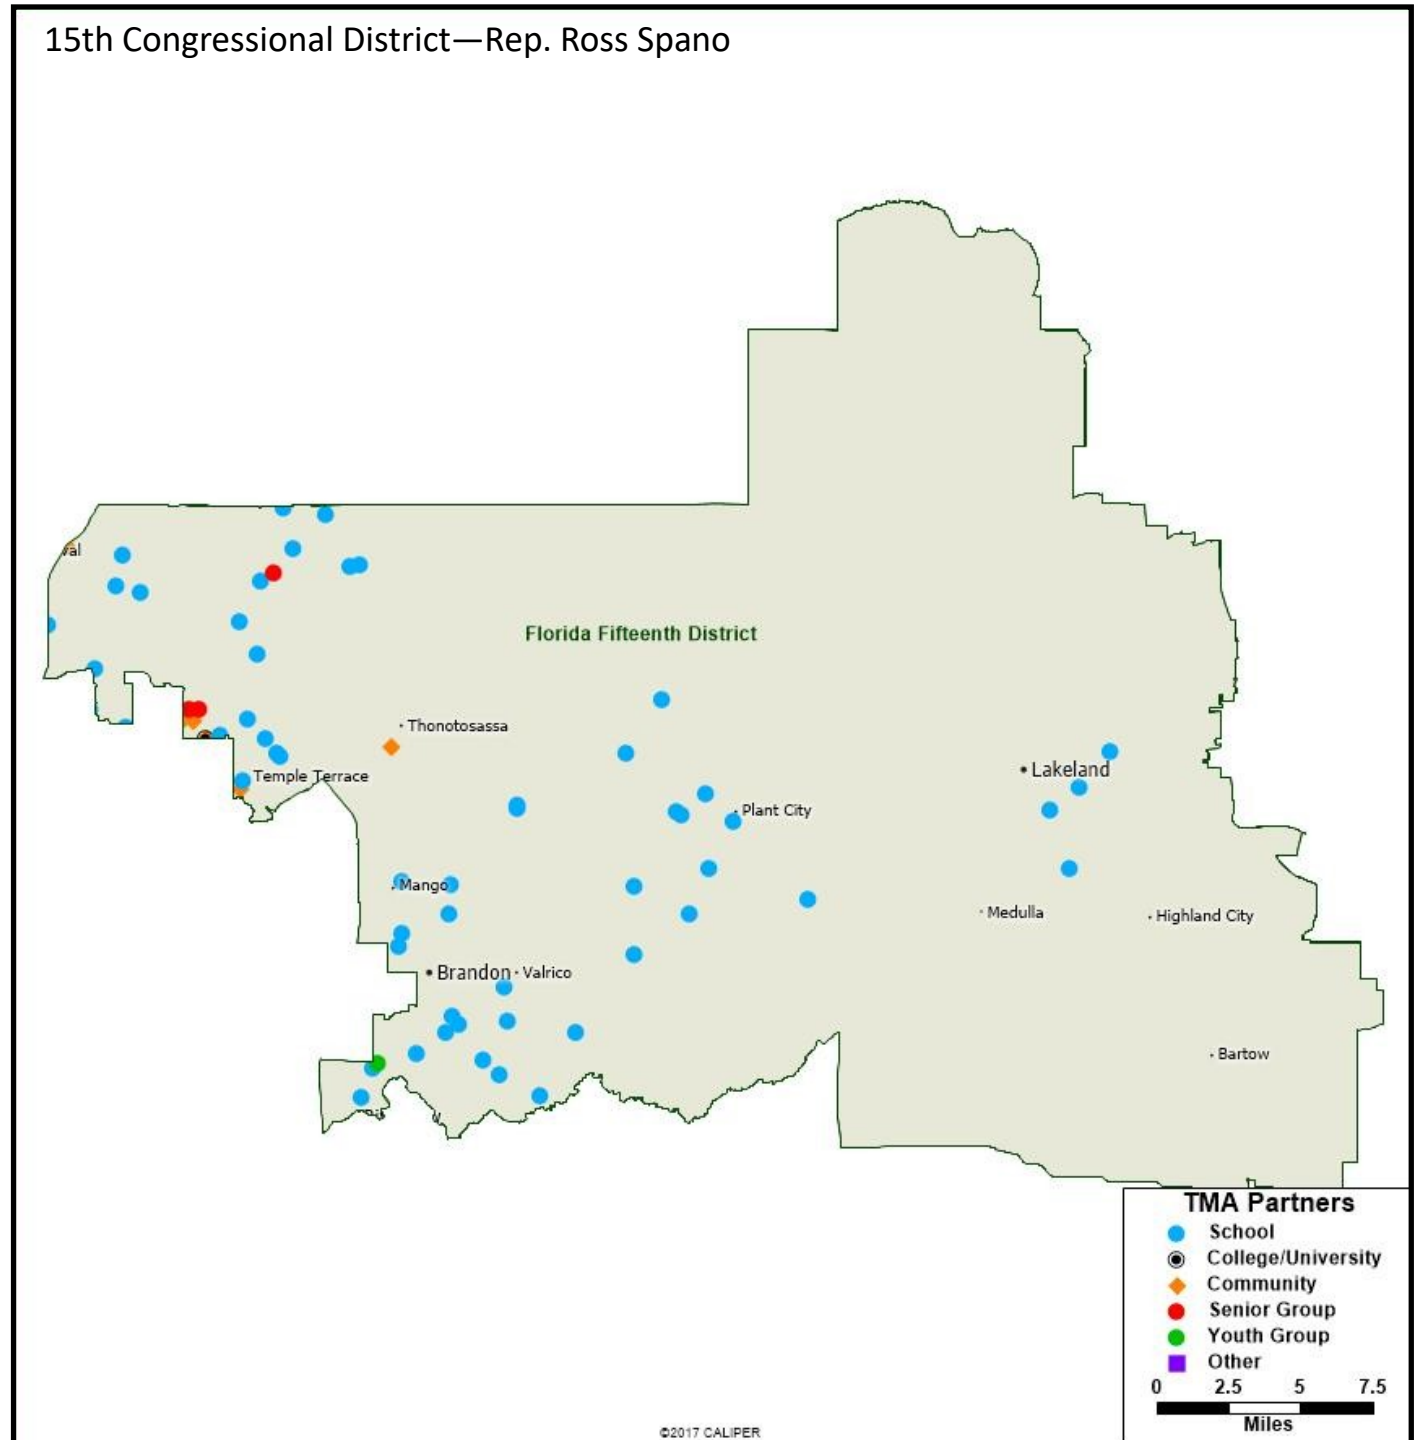 15th Congressional District—Rep. Ross Spano
val
Florida Fifteenth District
Thonotosassa
Lakeland
Temple Terrace
Plant City
Mango
Medulla
Highland City
Brandon
Valrico
Bartow
TMA Partners
School
College/University
Community
Senior Group
Youth Group
Other
0 2.5 5 7.5
Miles
©2017 CALIPER